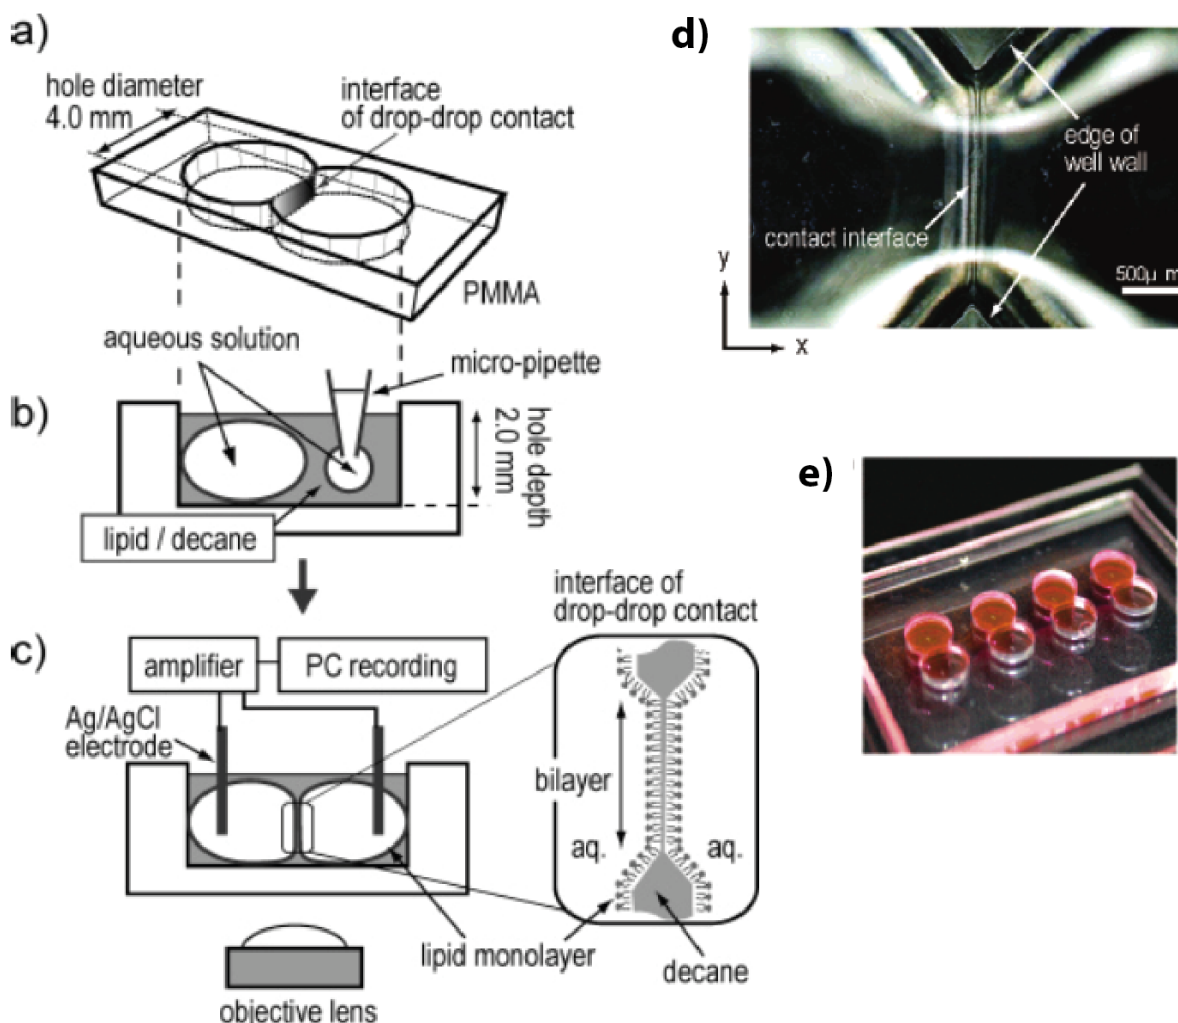 a)
hole diameter
4.0 mm
interface
of drop-drop contact
PMMA
b)
aqueous solution
micro-pipette
hole depth
2.0 mm
lipid / decane
c)
amplifier
PC recording
Ag/AgCl
electrode
interface of
drop-drop contact
bilayer
aq.
aq.
lipid monolayer
decane
objective lens
d)
edge of
well wall
contact interface
500µ m
y
x
e)